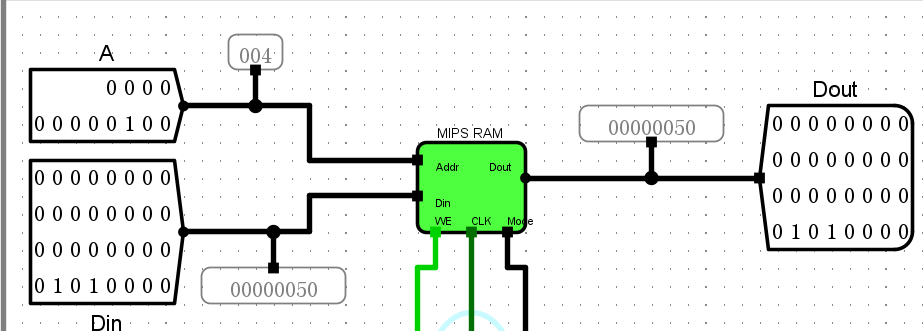 A
0 0 0 0
0 0 0 0 0 1 0 0
004
0 0 0 0 0 0 0 0
0 0 0 0 0 0 0 0
0 0 0 0 0 0 0 0
0 1 0 1 0 0 0 0
Din
00000050
MIPS RAM
Addr Dout
Din
WE CLK Mode
00000050
Dout
0 0 0 0 0 0 0 0
0 0 0 0 0 0 0 0
0 0 0 0 0 0 0 0
0 1 0 1 0 0 0 0